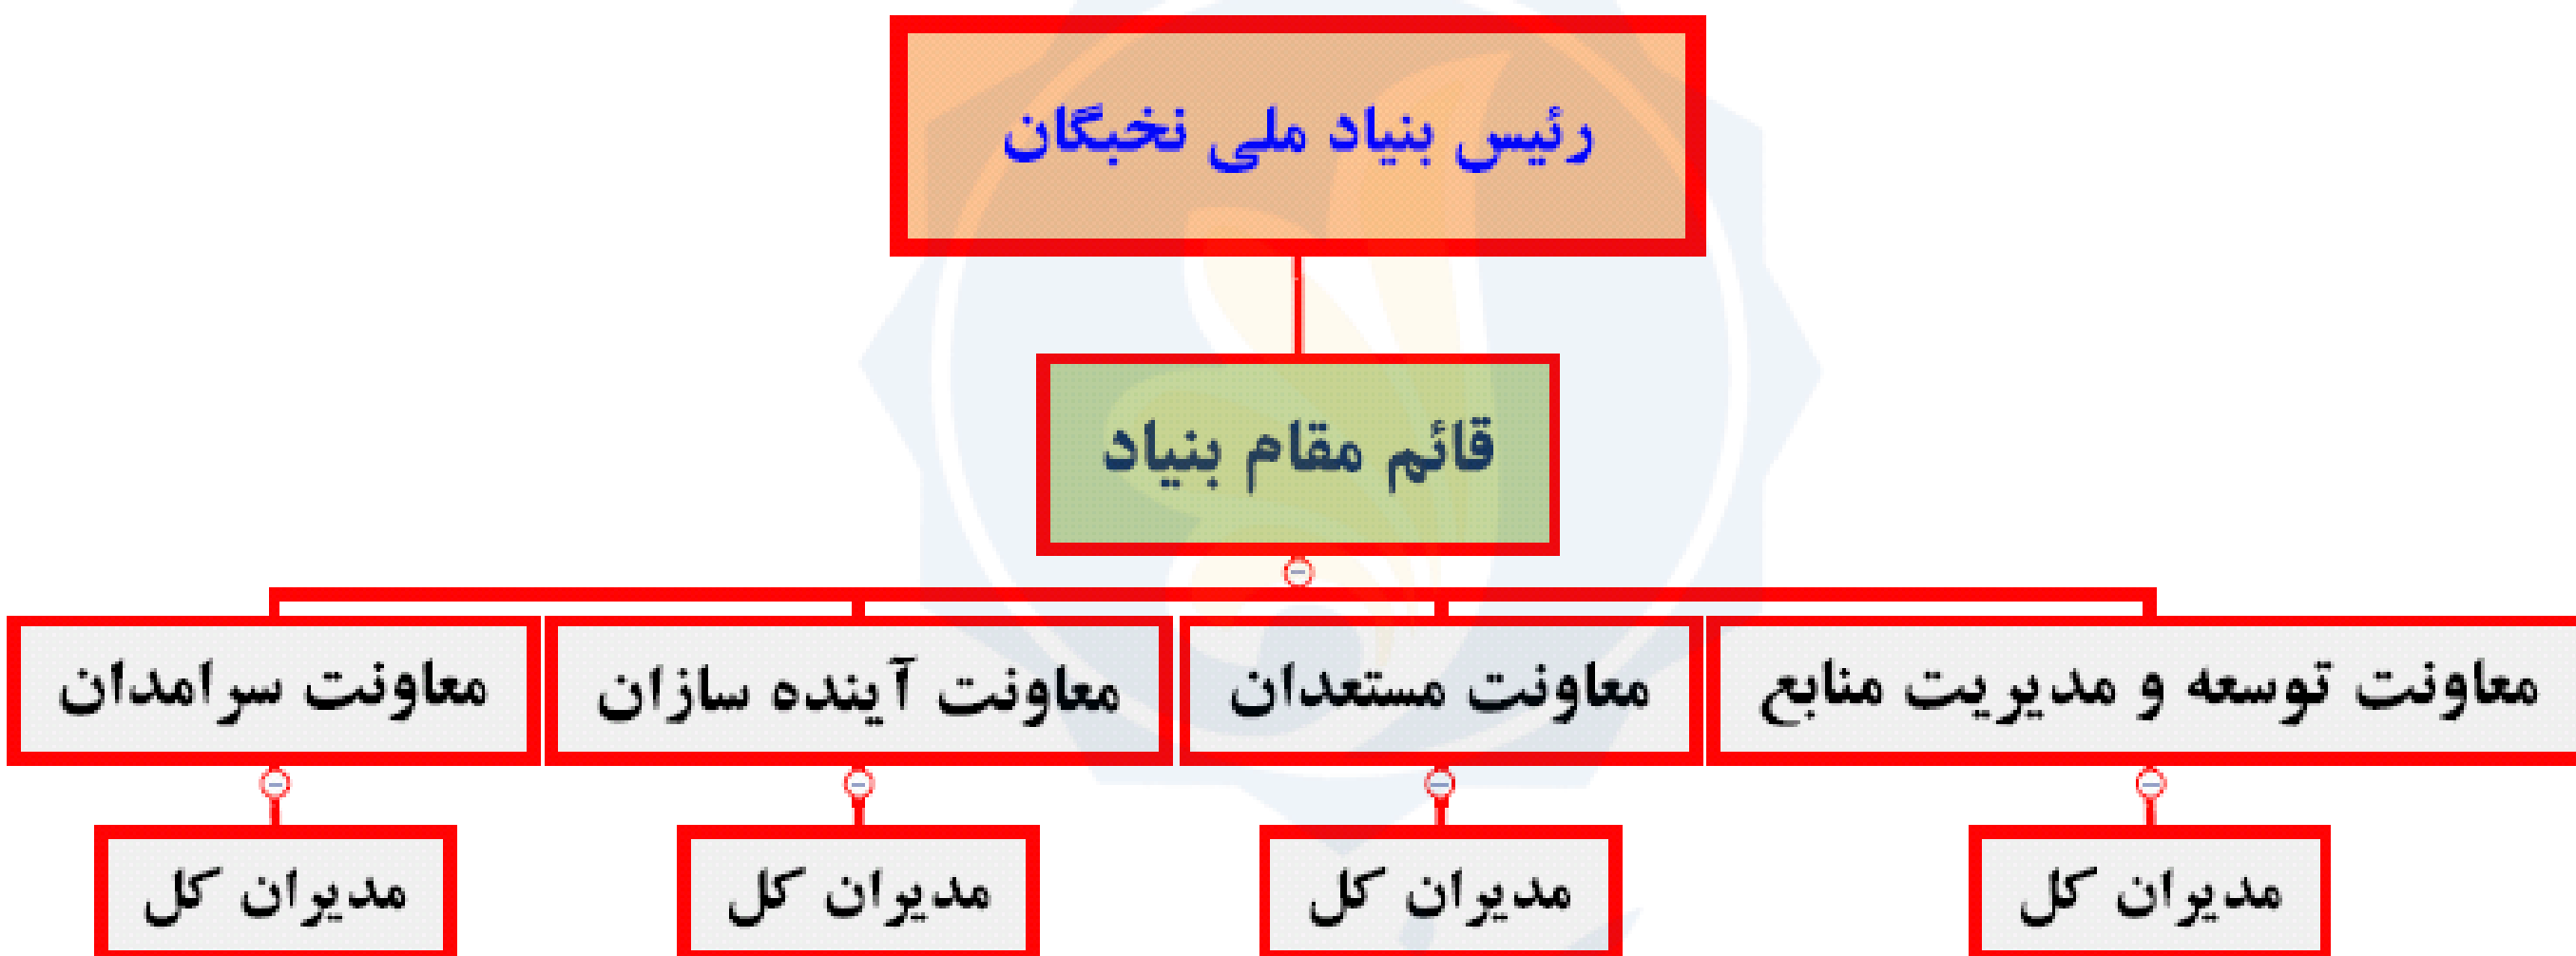 رئیس بنیاد ملی نخبگان
قائم مقام بنیاد
معاونت توسعه و مدیریت منابع
معاونت مستعدان
معاونت آینده سازان
معاونت سرامدان
مدیران کل
مدیران کل
مدیران کل
مدیران کل